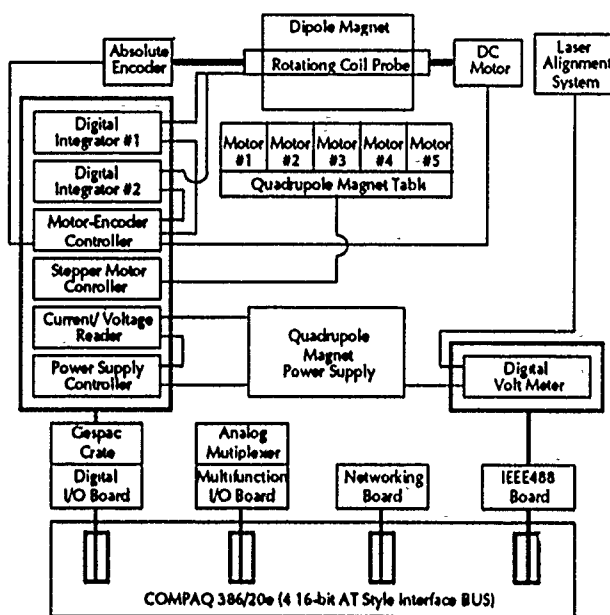 Dipole Magnet
Absolute
Encoder
Rotationg Coil Probe
DC
Motor
Laser
Alignment
System
Digital
Integrator #1
Motor Motor Motor Motor Motor
#1 #2 #3 #4 #5
Digital
Integrator #2
Quadrupole Magnet Table
Motor-Encoder
Controller
Stepper Motor
Conroller
Current/ Voltage
Reader
Quadrupole
Magnet
Power Supply
Power Supply
Controller
Digital
Volt Meter
Gespac
Crate
Digital
I/O Board
Analog
Mutiplexer
Multifunction
I/O Board
Networking
Board
IEEE488
Board
COMPAQ 386/20e (4 16-bit AT Style Interface BUS)